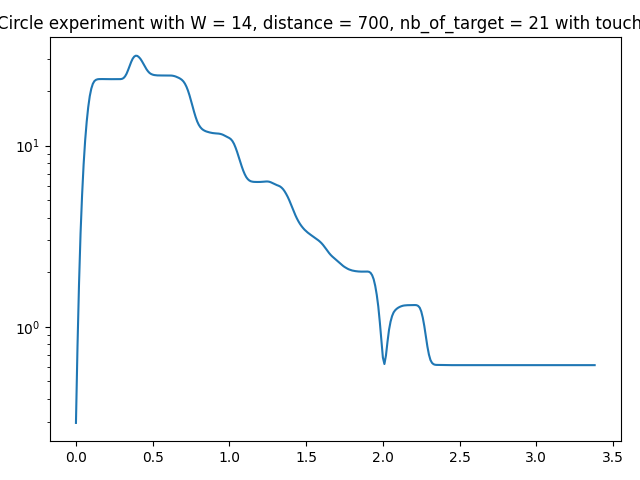 Circle experiment with W = 14, distance = 700, nb_of_target = 21 with touch
10¹
10⁰
0.0 0.5 1.0 1.5 2.0 2.5 3.0 3.5